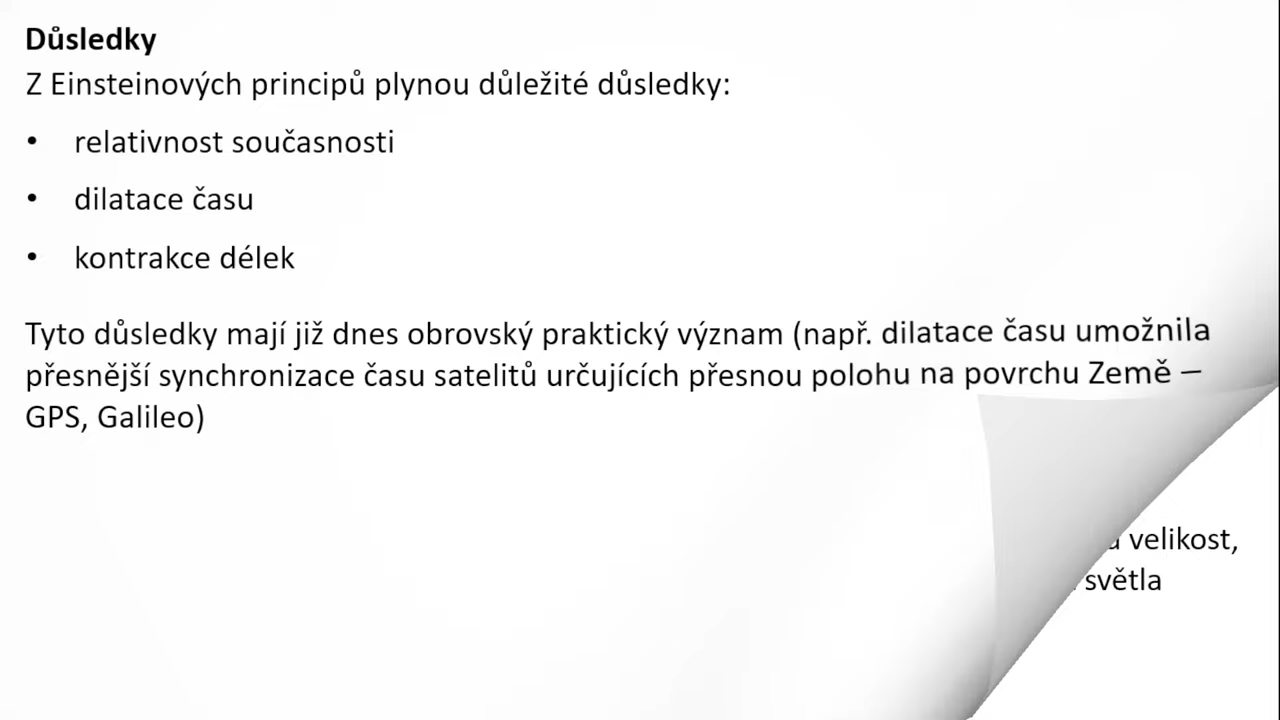 Důsledky
Z Einsteinových principů plynou důležité důsledky:
• relativnost současnosti
• dilatace času
• kontrakce délek
Tyto důsledky mají již dnes obrovský praktický význam (např. dilatace času umožnila
přesnější synchronizace času satelitů určujících přesnou polohu na povrchu Země –
GPS, Galileo)
velikost,
světla